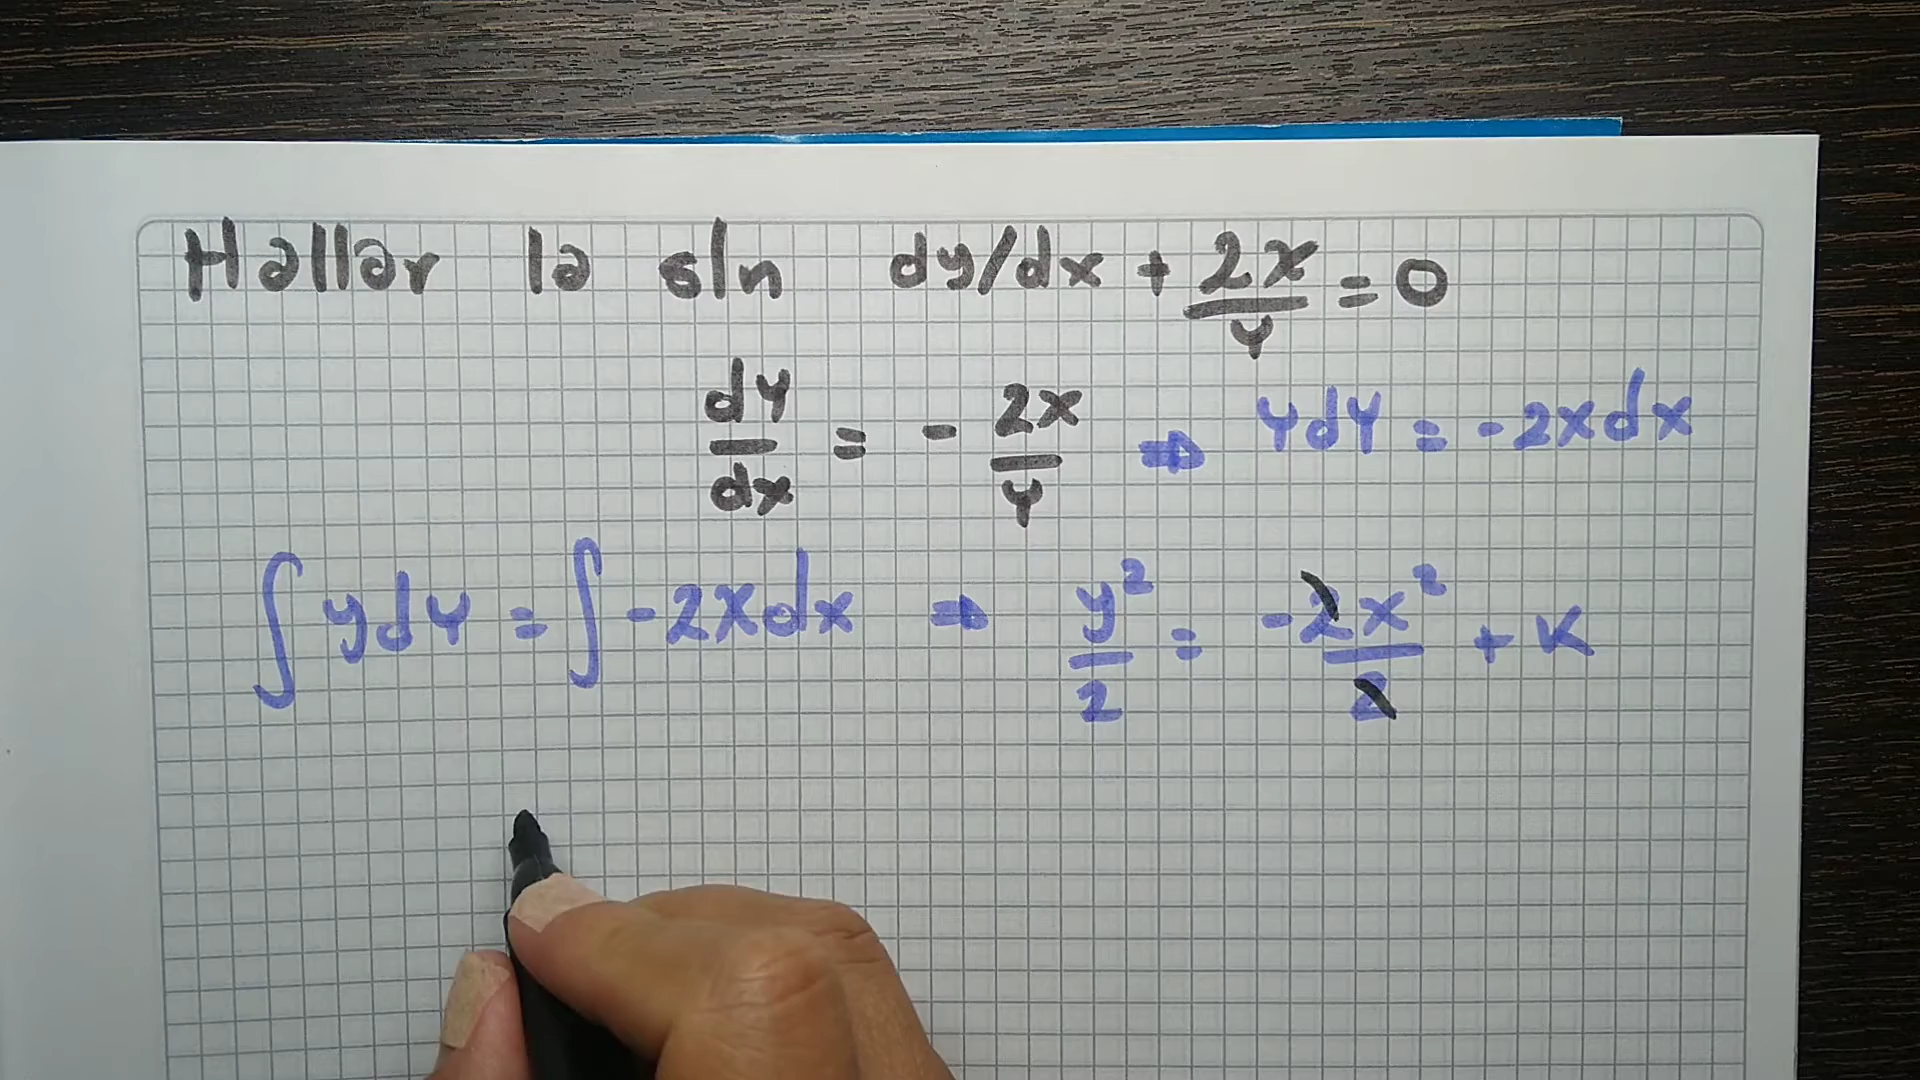 Hallar la sln dy/dx + 2x/y = 0
dy/dx = - 2x/y ⇒ ydy = -2xdx
∫ ydy = ∫ -2xdx ⇒ y²/2 = -2x²/2 + K